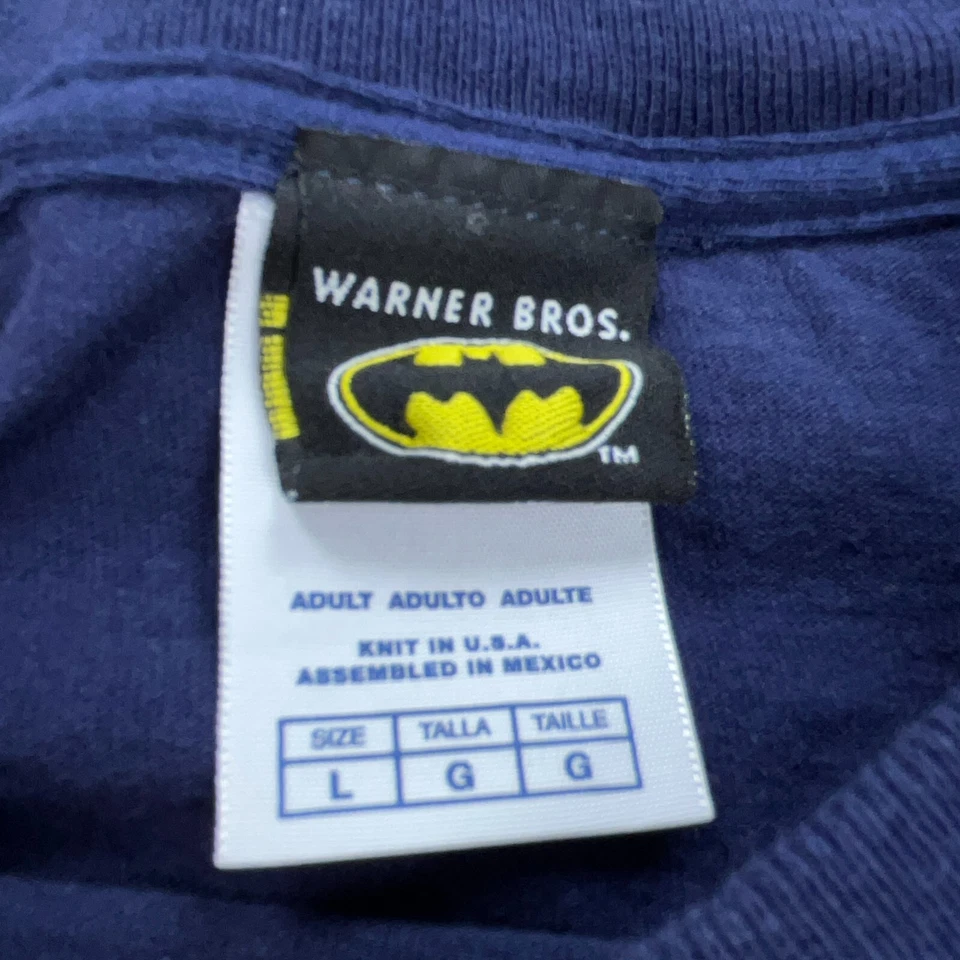 WARNER BROS.
TM
ADULT ADULTO ADULTE
KNIT IN U.S.A.
ASSEMBLED IN MEXICO
SIZE TALLA TAILLE
L G G